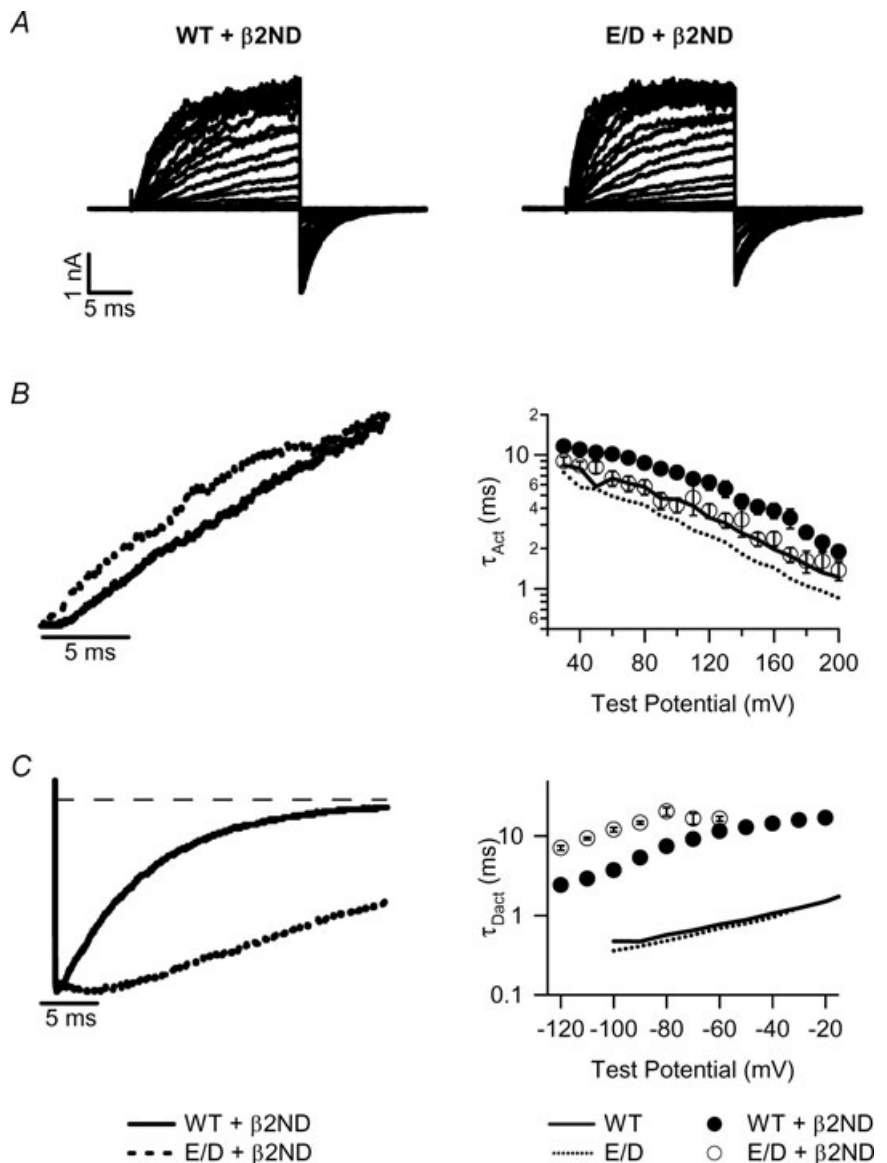 A
WT + β2ND
E/D + β2ND
1 nA
5 ms
B
5 ms
τAct (ms)
2
10
6
4
2
1
6
40
80
120
160
200
Test Potential (mV)
C
5 ms
τDact (ms)
10
1
0.1
-120
-100
-80
-60
-40
-20
Test Potential (mV)
WT + β2ND
E/D + β2ND
WT
WT + β2ND
E/D
E/D + β2ND